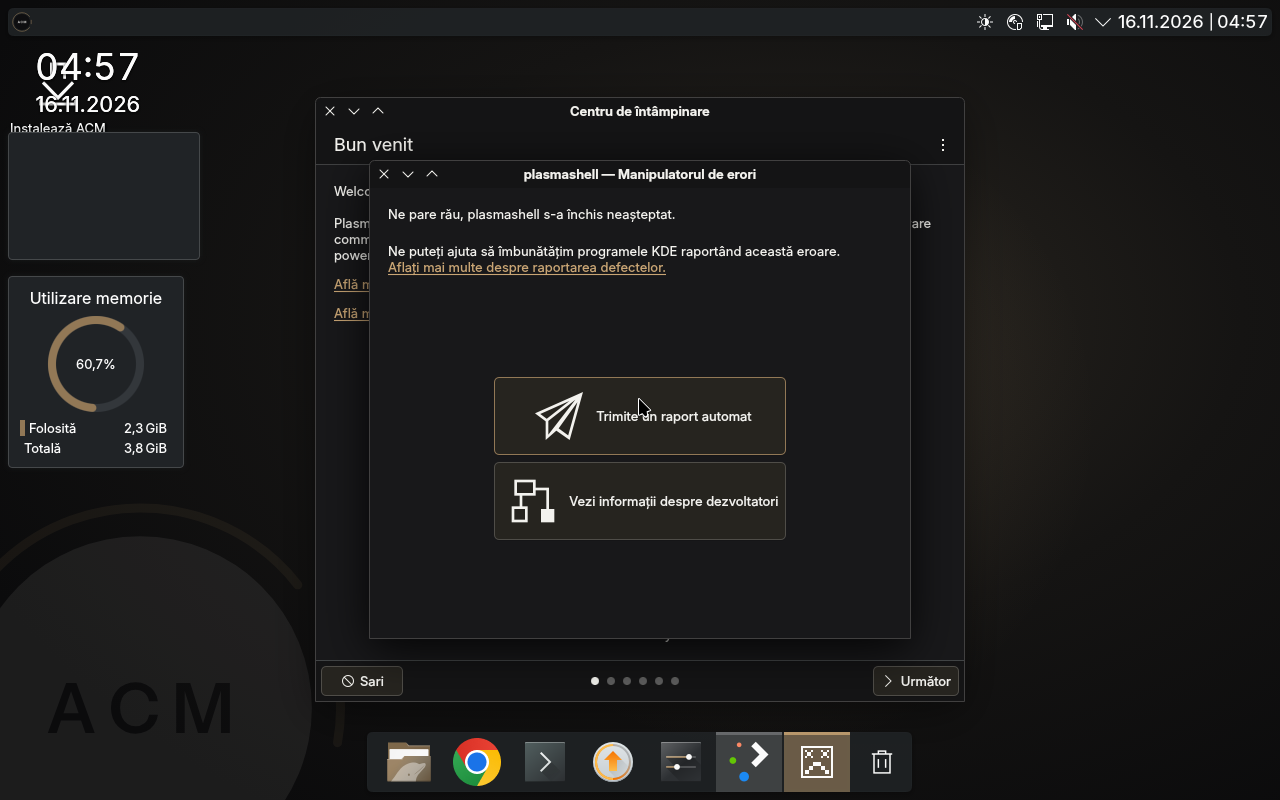 16.11.2026 | 04:57
04:57
16.11.2026
Instalează ACM
Utilizare memorie
60,7%
Folosită 2,3 GiB
Totală 3,8 GiB
ACM
Centru de întâmpinare
Bun venit
plasmashell — Manipulatorul de erori
Ne pare rău, plasmashell s-a închis neașteptat.
Ne puteți ajuta să îmbunătățim programele KDE raportând această eroare.
Aflați mai multe despre raportarea defectelor.
Află
Află
Trimite un raport automat
Vezi informații despre dezvoltatori
Sari
Următor